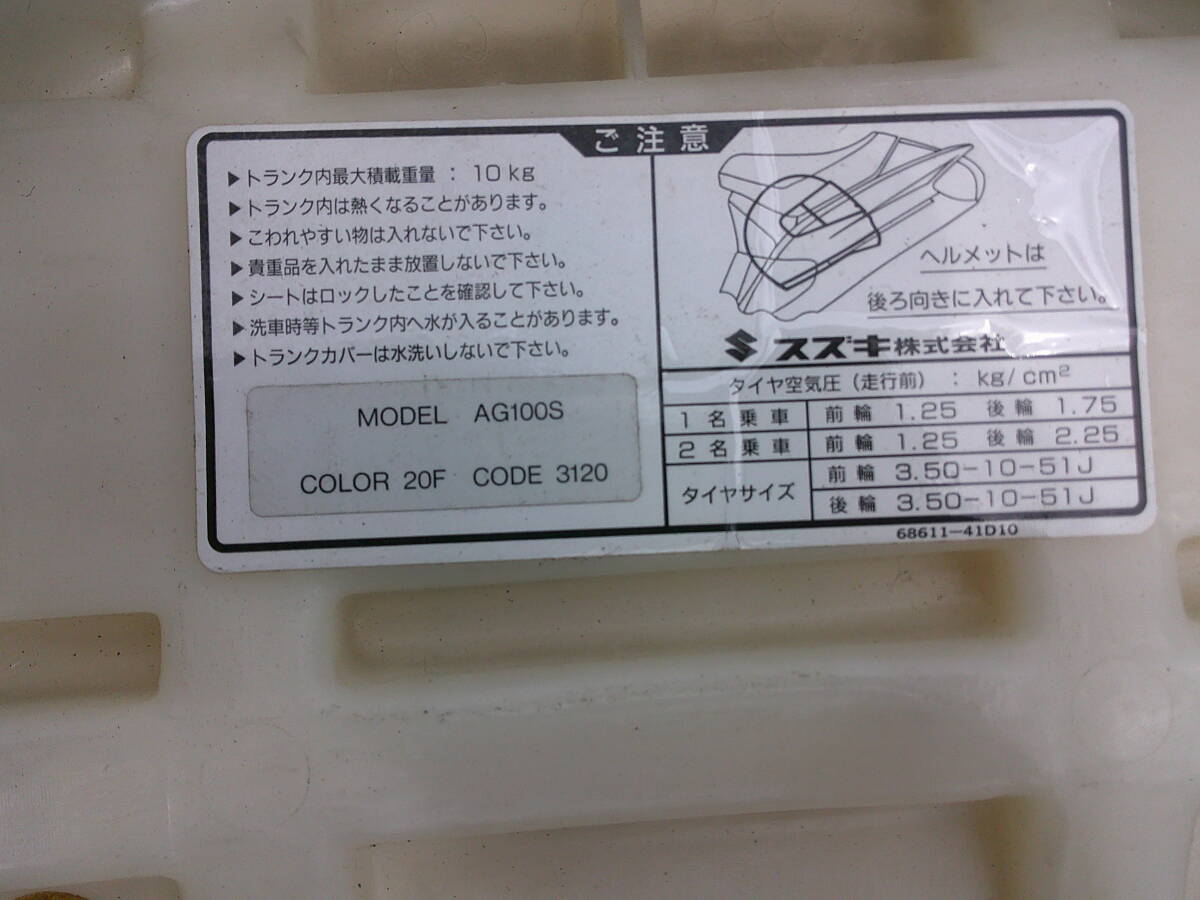 ご注意
▶トランク内最大積載重量 : 10kg
▶トランク内は熱くなることがあります。
▶こわれやすい物は入れないで下さい。
▶貴重品を入れたまま放置しないで下さい。
▶シートはロックしたことを確認して下さい。
▶洗車時等トランク内へ水が入ることがあります。
▶トランクカバーは水洗いしないで下さい。
MODEL AG100S
COLOR 20F CODE 3120
ヘルメットは
後ろ向きに入れて下さい。
スズキ株式会社
タイヤ空気圧（走行前） : kg/cm²
1名乗車 前輪 1.25 後輪 1.75
2名乗車 前輪 1.25 後輪 2.25
タイヤサイズ 前輪 3.50-10-51J
後輪 3.50-10-51J
68611-41D10